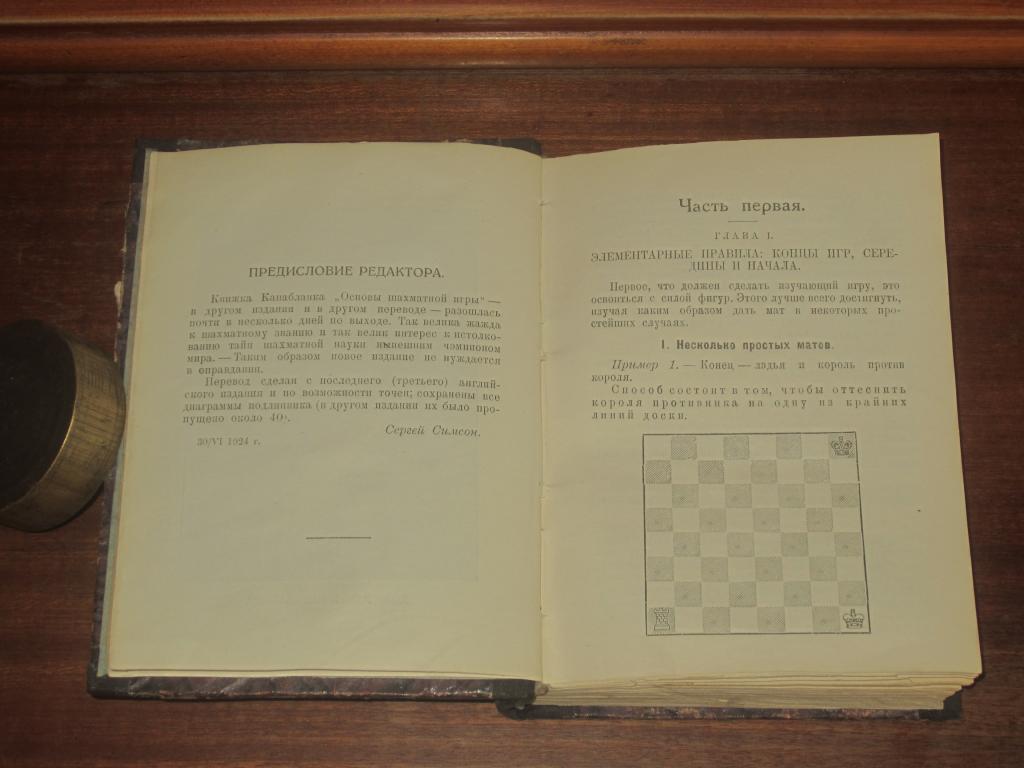 ПРЕДИСЛОВИЕ РЕДАКТОРА.
Книжка Капабланка „Основы шахматной игры“ —
в другом издании и в другом переводе — разошлась
почти в несколько дней по выходе. Так велика жажда
к шахматному знанию и так велик интерес к истолко-
ванию тайн шахматной науки нынешним чэмпионом
мира. — Таким образом новое издание не нуждается
в оправдании.
Перевод сделан с последнего (третьего) англий-
ского издания и по возможности точен; сохранены все
диаграммы подлинника (в другом издании их было про-
пущено около 40).
Сергей Симсон.
30/VI 1924 г.
Часть первая.
ГЛАВА I.
ЭЛЕМЕНТАРНЫЕ ПРАВИЛА: КОНЦЫ ИГР, СЕРЕ-
ДИНЫ И НАЧАЛА.
Первое, что должен сделать изучающий игру, это
освоиться с силой фигур. Этого лучше всего достигнуть,
изучая каким образом дать мат в некоторых про-
стейших случаях.
1. Несколько простых матов.
Пример 1. — Конец — ладья и король против
короля.
Способ состоит в том, чтобы оттеснить
короля противника на одну из крайних
линий доски.